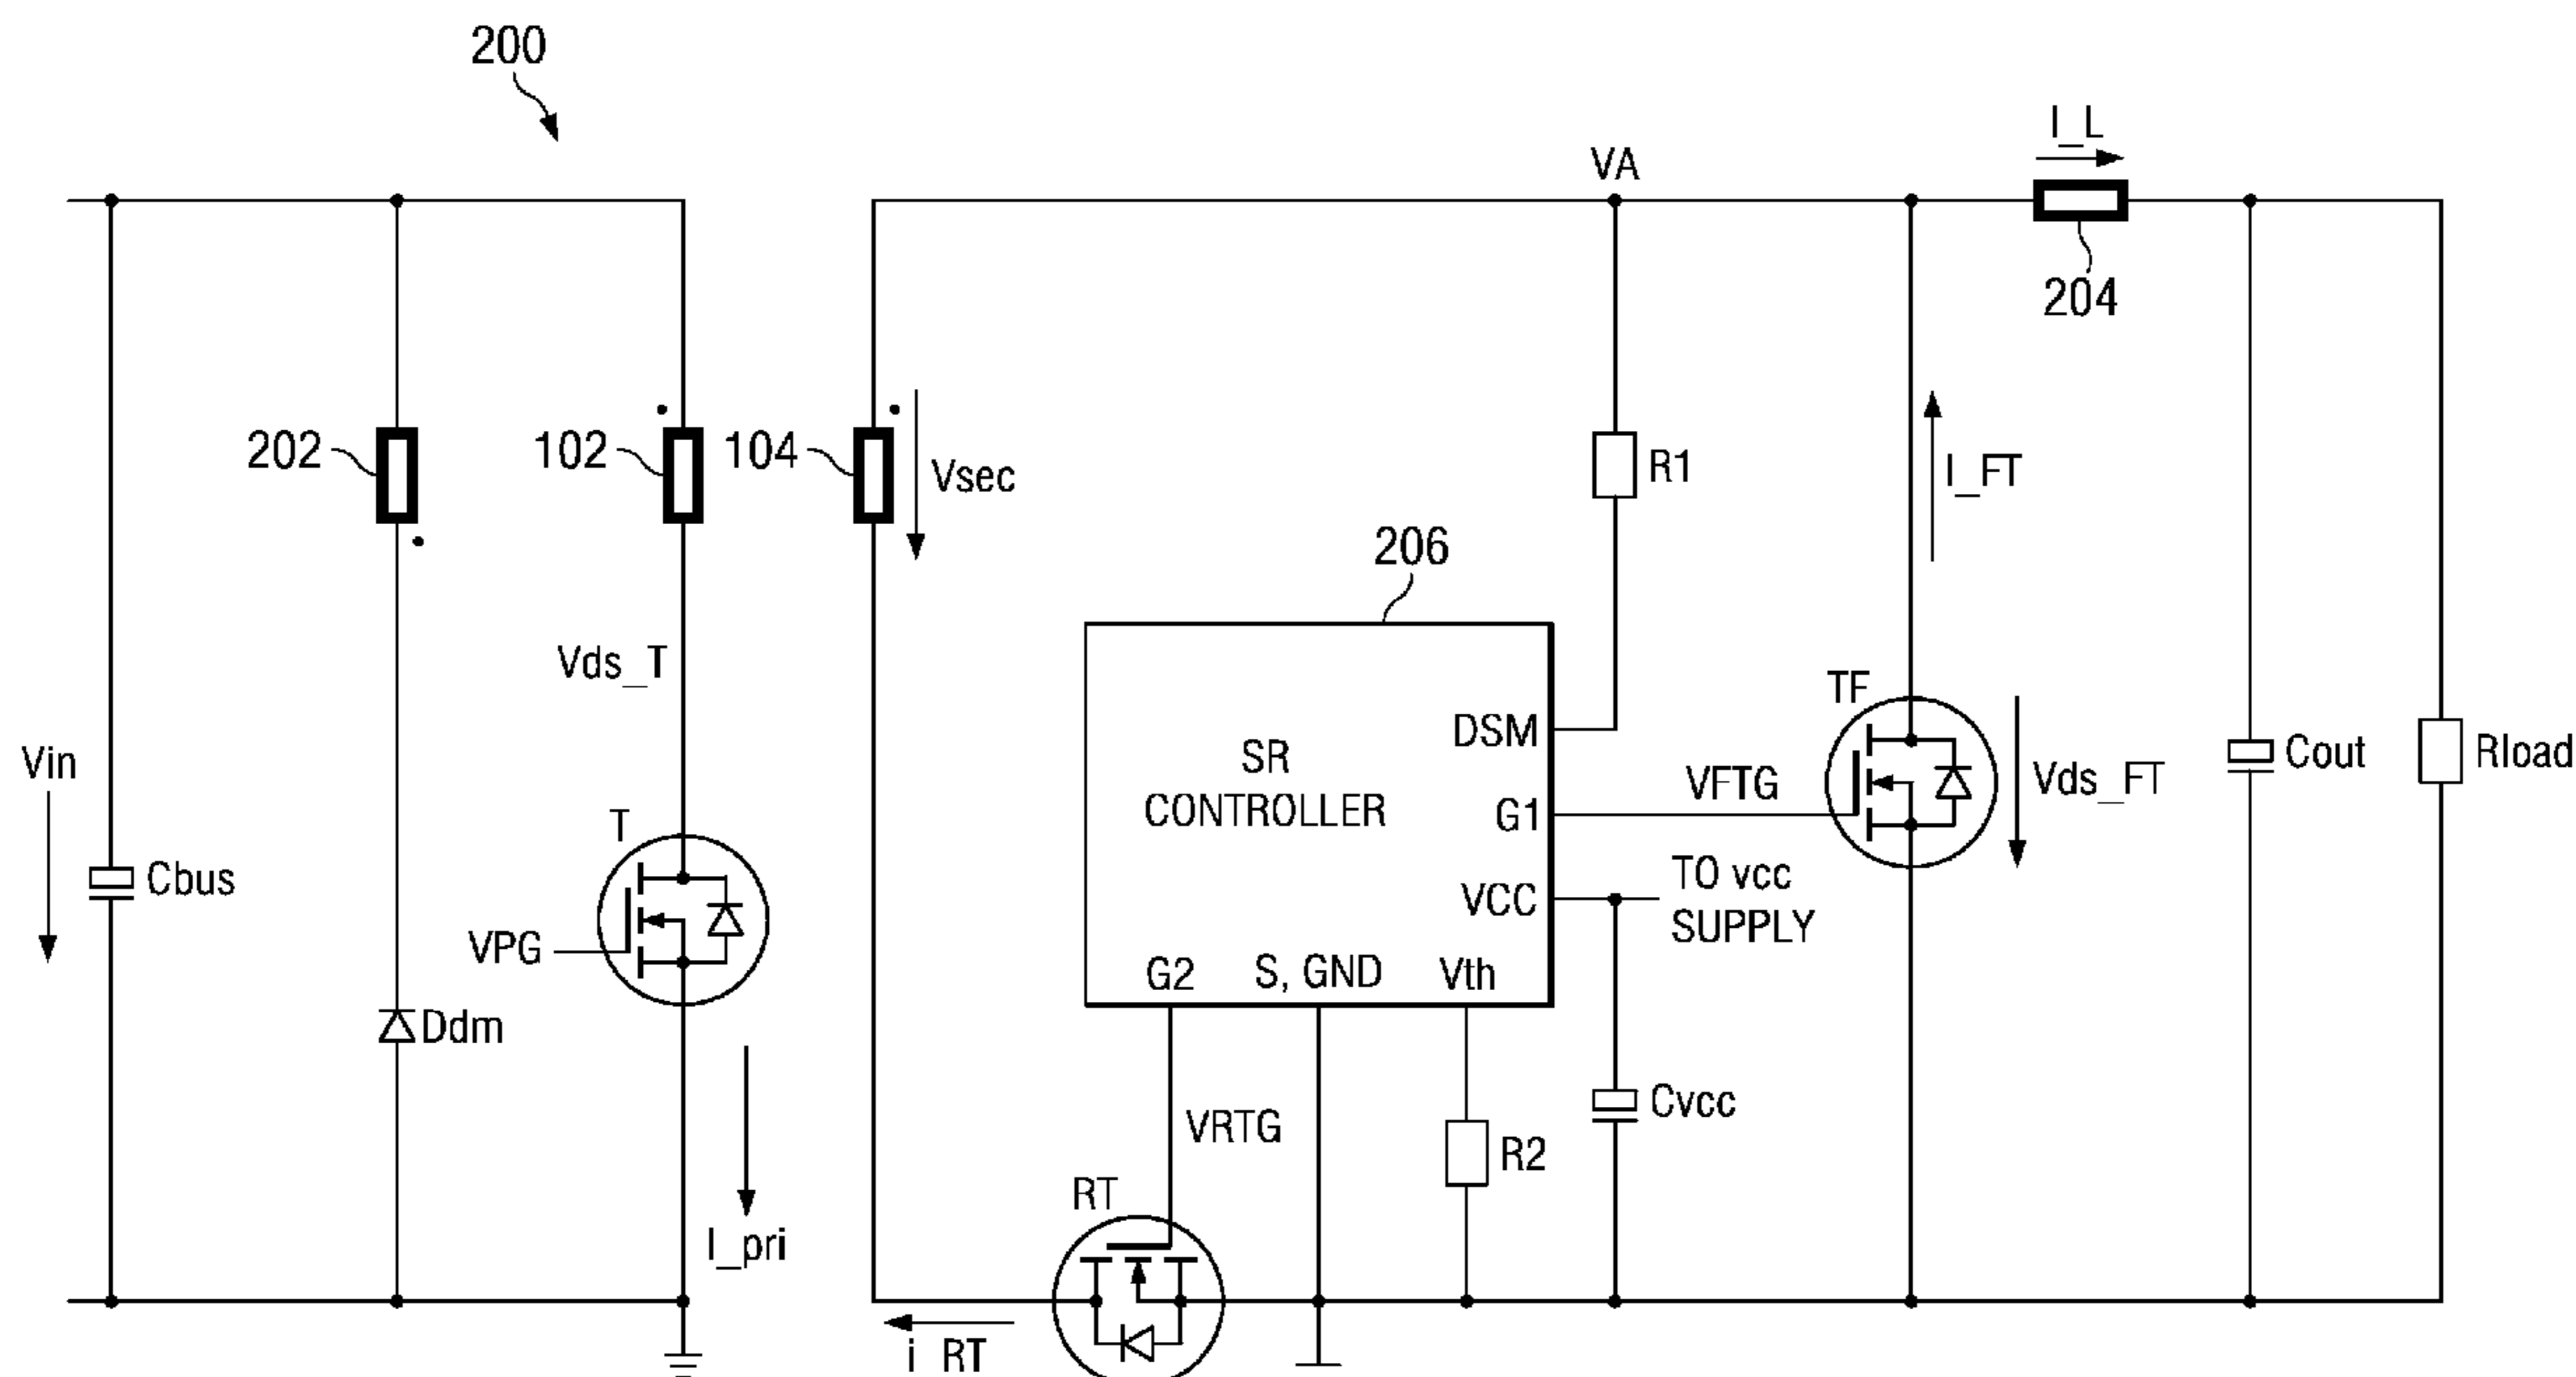 200
I_L
VA
204
202
102
104
Vsec
R1
I_FT
206
Vds_T
TF
DSM
SR
CONTROLLER
Vin
VFTG
Vds_FT
Cout
Rload
T
G1
Cbus
TO vcc
SUPPLY
VCC
VPG
G2
S, GND
Vth
Ddm
Cvcc
VRTG
R2
RT
I_pri
i_RT